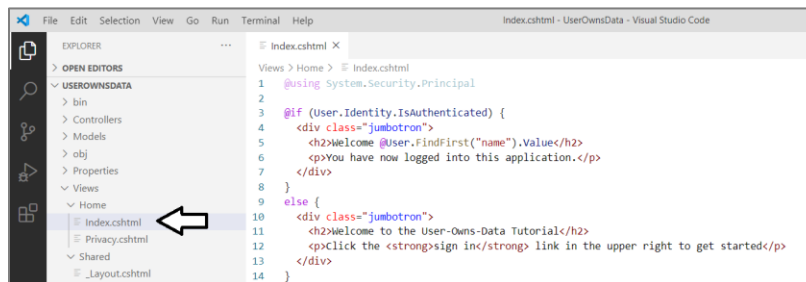 File Edit Selection View Go Run Terminal Help
Index.cshtml - UserOwnsData - Visual Studio Code
EXPLORER ...
> OPEN EDITORS
USEROWNSDATA
> bin
> Controllers
> Models
> obj
> Properties
Views
Home
Index.cshtml
Privacy.cshtml
Shared
_Layout.cshtml
Index.cshtml ×
Views > Home > Index.cshtml
1 @using System.Security.Principal
2
3 @if (User.Identity.IsAuthenticated) {
4 <div class="jumbotron">
5 <h2>Welcome @User.FindFirst("name").Value</h2>
6 <p>You have now logged into this application.</p>
7 </div>
8 }
9 else {
10 <div class="jumbotron">
11 <h2>Welcome to the User-Owns-Data Tutorial</h2>
12 <p>Click the <strong>sign in</strong> link in the upper right to get started</p>
13 </div>
14 }